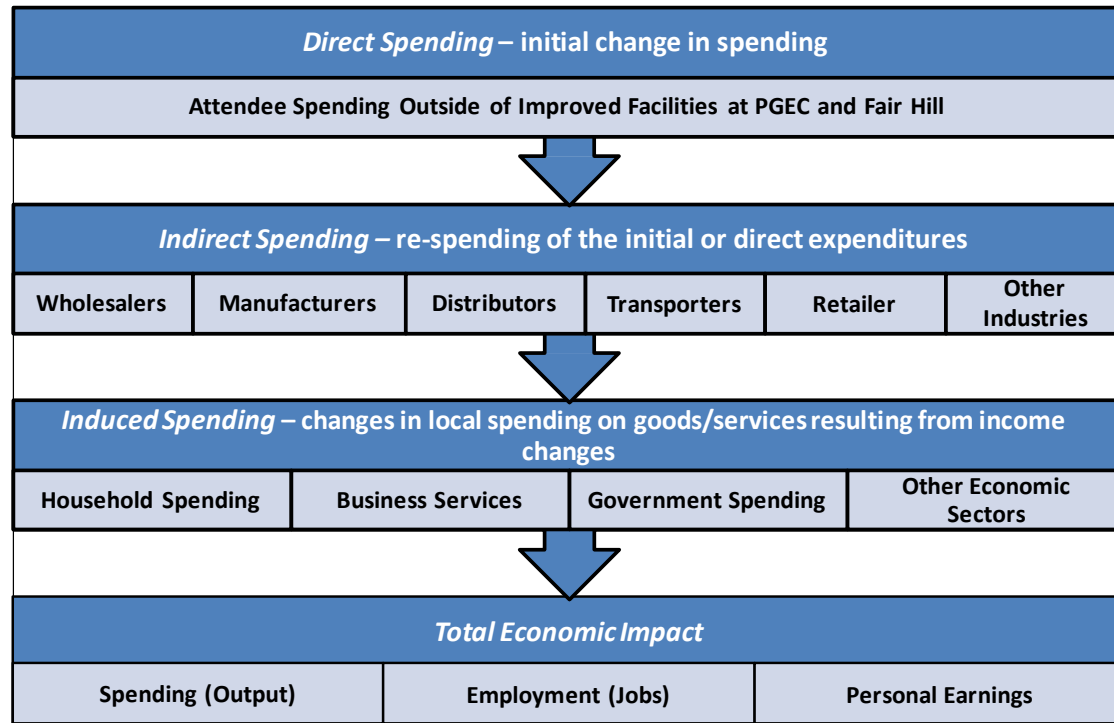 Direct Spending – initial change in spending
Attendee Spending Outside of Improved Facilities at PGEC and Fair Hill
Indirect Spending – re-spending of the initial or direct expenditures
Wholesalers
Manufacturers
Distributors
Transporters
Retailer
Other
Industries
Induced Spending – changes in local spending on goods/services resulting from income
changes
Household Spending
Business Services
Government Spending
Other Economic
Sectors
Total Economic Impact
Spending (Output)
Employment (Jobs)
Personal Earnings